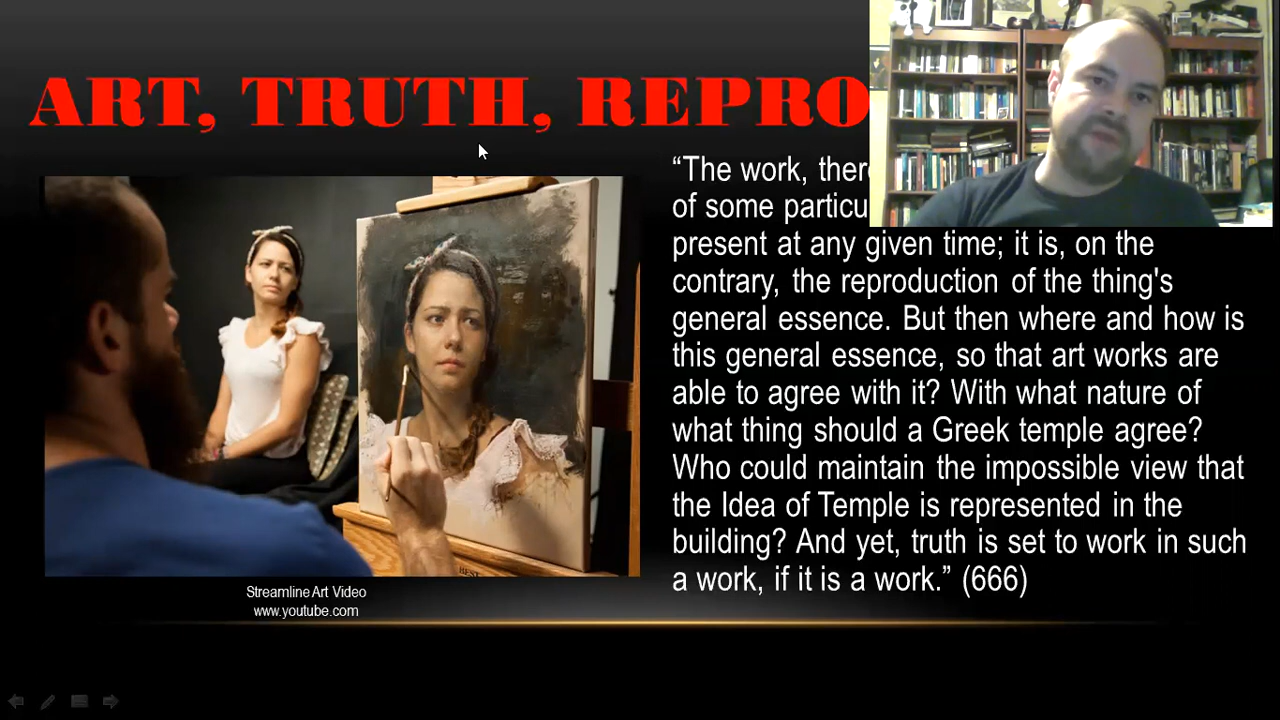 ART, TRUTH, REPRO
“The work, there
of some particu
present at any given time; it is, on the
contrary, the reproduction of the thing's
general essence. But then where and how is
this general essence, so that art works are
able to agree with it? With what nature of
what thing should a Greek temple agree?
Who could maintain the impossible view that
the Idea of Temple is represented in the
building? And yet, truth is set to work in such
a work, if it is a work.” (666)
BEST
Streamline Art Video
www.youtube.com